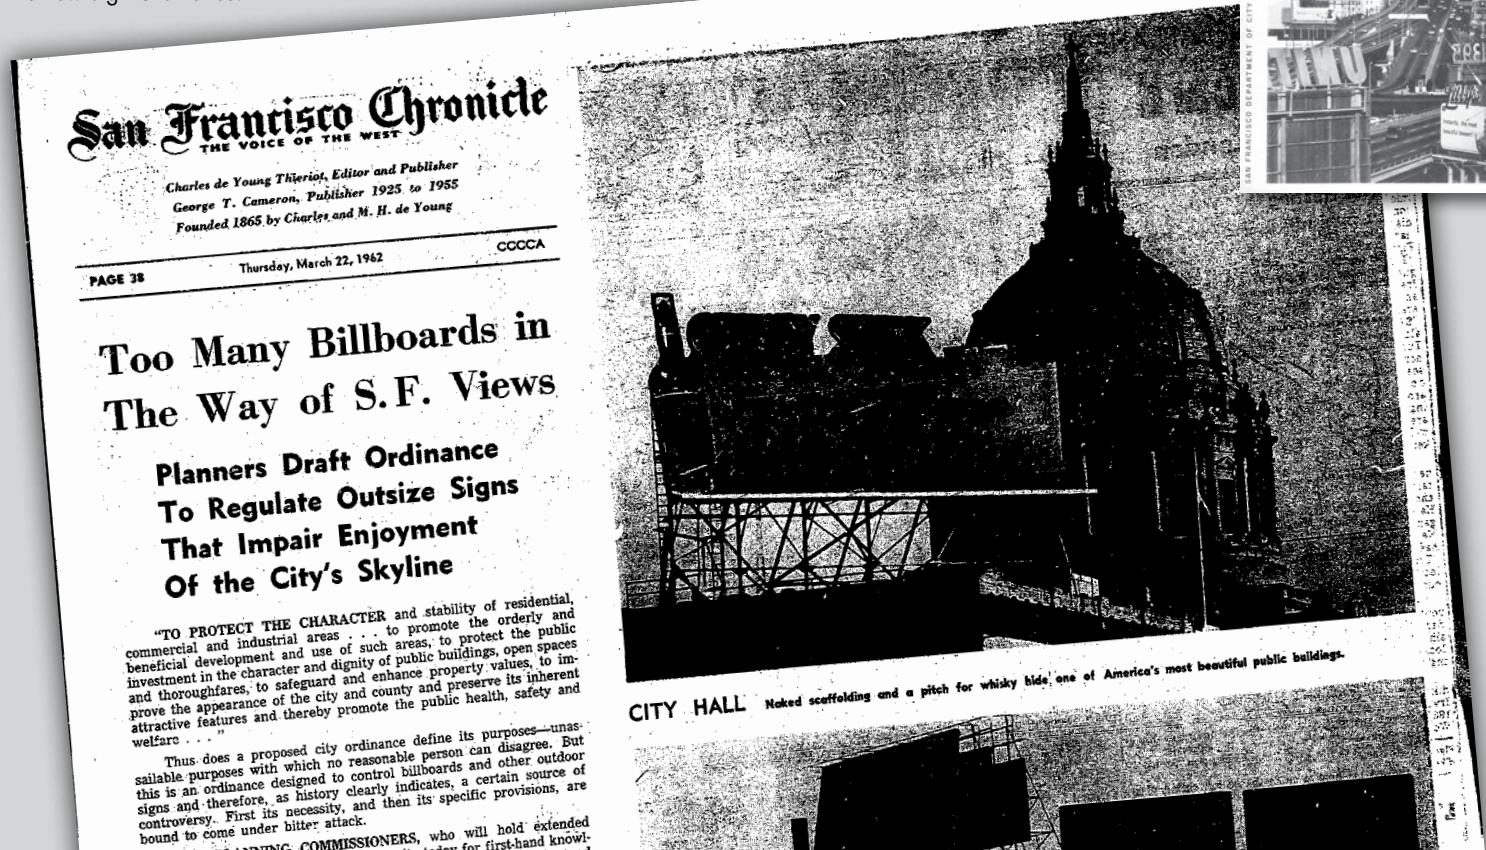 San Francisco Chronicle
THE VOICE OF THE WEST
Charles de Young Thieriot, Editor and Publisher
George T. Cameron, Publisher 1925 to 1955
Founded 1865 by Charles and M. H. de Young
PAGE 38 Thursday, March 22, 1962 CCCCA
Too Many Billboards in
The Way of S.F. Views
Planners Draft Ordinance
To Regulate Outsize Signs
That Impair Enjoyment
Of the City's Skyline
"TO PROTECT THE CHARACTER and stability of residential,
commercial and industrial areas . . . to promote the orderly and
beneficial development and use of such areas, to protect the public
investment in the character and dignity of public buildings, open spaces
and thoroughfares, to safeguard and enhance property values, to im-
prove the appearance of the city and county and preserve its inherent
attractive features and thereby promote the public health, safety and
welfare . . . "
Thus does a proposed city ordinance define its purposes—unas-
sailable purposes with which no reasonable person can disagree. But
this is an ordinance designed to control billboards and other outdoor
signs and therefore, as history clearly indicates, a certain source of
controversy. First its necessity, and then its specific provisions, are
bound to come under bitter attack.
COMMISSIONERS, who will hold extended
today for first-hand knowl-
CITY HALL Naked scaffolding and a pitch for whisky hide one of America's most beautiful public buildings.
SAN FRANCISCO DEPARTMENT OF CITY